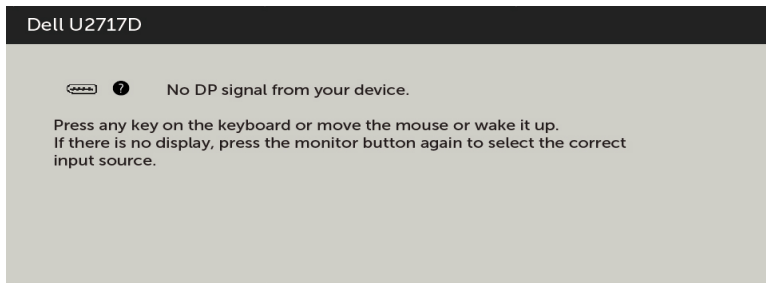 Dell U2717D
? No DP signal from your device.
Press any key on the keyboard or move the mouse or wake it up.
If there is no display, press the monitor button again to select the correct
input source.